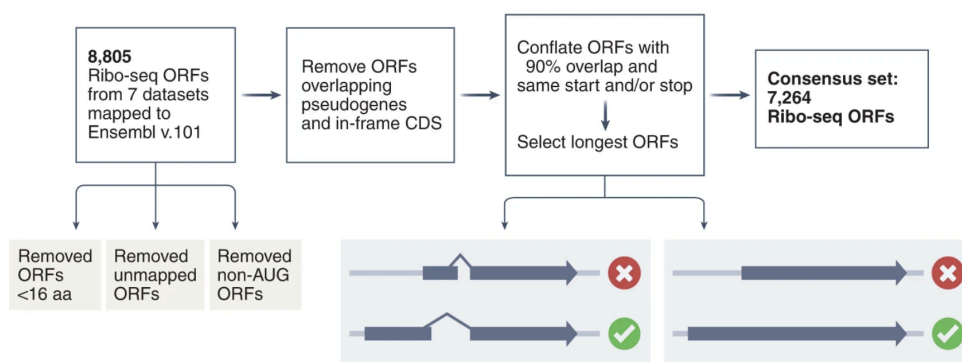 8,805
Ribo-seq ORFs
from 7 datasets
mapped to
Ensembl v.101
Remove ORFs
overlapping
pseudogenes
and in-frame CDS
Conflate ORFs with
90% overlap and
same start and/or stop
Select longest ORFs
Consensus set:
7,264
Ribo-seq ORFs
Removed
ORFs
<16 aa
Removed
unmapped
ORFs
Removed
non-AUG
ORFs